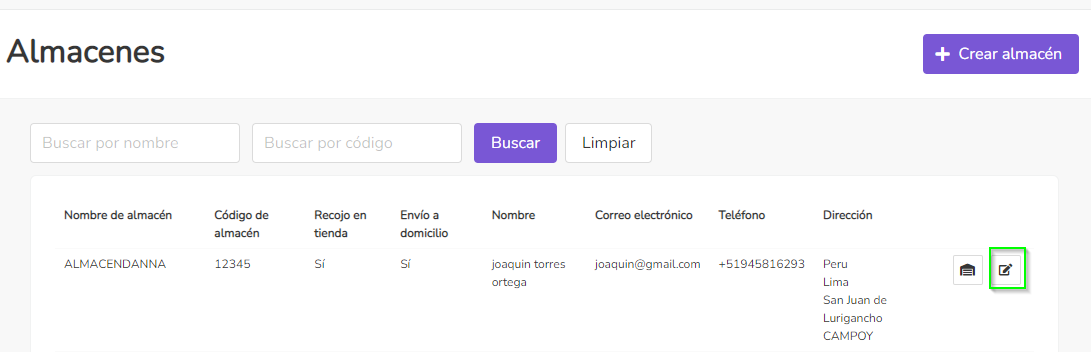 Almacenes
Crear almacén
Buscar por nombre
Buscar por código
Buscar
Limpiar
Nombre de almacén
Código de
almacén
Recojo en
tienda
Envío a
domicilio
Nombre
Correo electrónico
Teléfono
Dirección
ALMACENDANNA
12345
Sí
Sí
joaquin torres
ortega
joaquin@gmail.com
+51945816293
Peru
Lima
San Juan de
Lurigancho
CAMPOY